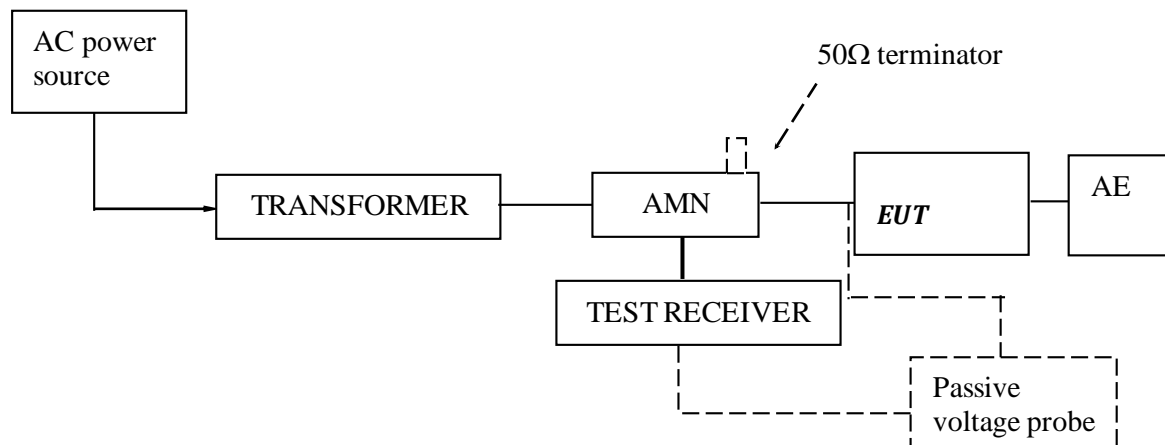 AC power
source
50Ω terminator
TRANSFORMER
AMN
EUT
AE
TEST RECEIVER
Passive
voltage probe